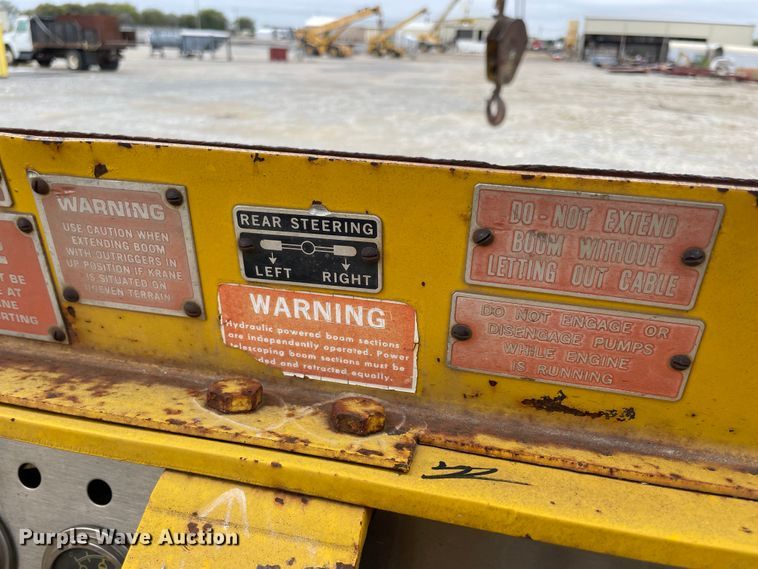 WARNING
USE CAUTION WHEN
EXTENDING BOOM
WITH OUTRIGGERS IN
UP POSITION IF KRANE
IS SITUATED ON
UNEVEN TERRAIN
BE
AT
NE
RTING
REAR STEERING
LEFT RIGHT
WARNING
Hydraulic powered boom sections
are independently operated. Power
telescoping boom sections must be
ded and retracted equally.
DO-NOT EXTEND
BOOM WITHOUT
LETTING OUT CABLE
DO NOT ENGAGE OR
DISENGAGE PUMPS
WHILE ENGINE
IS RUNNING
Purple Wave Auction